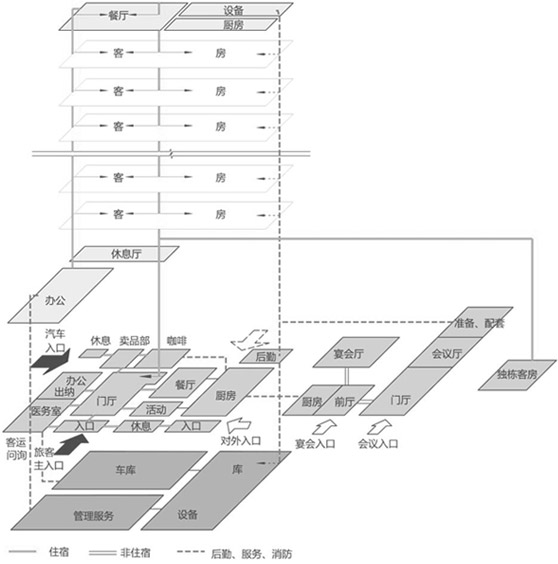 餐厅
设备
厨房
客 房
客 房
客 房
客 房
客 房
休息厅
办公
汽车
入口
休息
卖品部
咖啡
后勤
准备、配套
宴会厅
会议厅
独栋客房
办公
出纳
门厅
餐厅
厨房
医务室
活动
厨房
前厅
门厅
入口
休息
入口
客运
问询
旅客
主入口
对外入口
宴会入口
会议入口
车库
库
管理服务
设备
住宿
非住宿
后勤、服务、消防